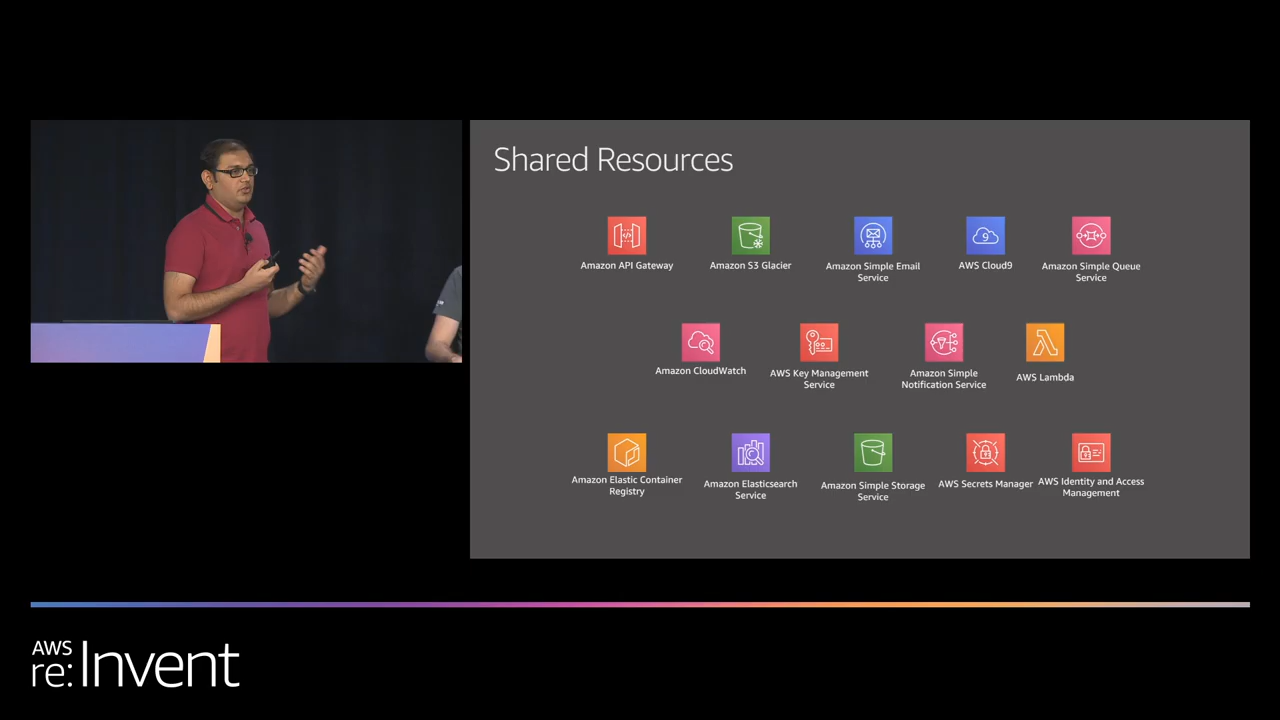 Shared Resources
Amazon API Gateway
Amazon S3 Glacier
Amazon Simple Email
Service
AWS Cloud9
Amazon Simple Queue
Service
Amazon CloudWatch
AWS Key Management
Service
Amazon Simple
Notification Service
AWS Lambda
Amazon Elastic Container
Registry
Amazon Elasticsearch
Service
Amazon Simple Storage
Service
AWS Secrets Manager
AWS Identity and Access
Management
AWS
re:Invent